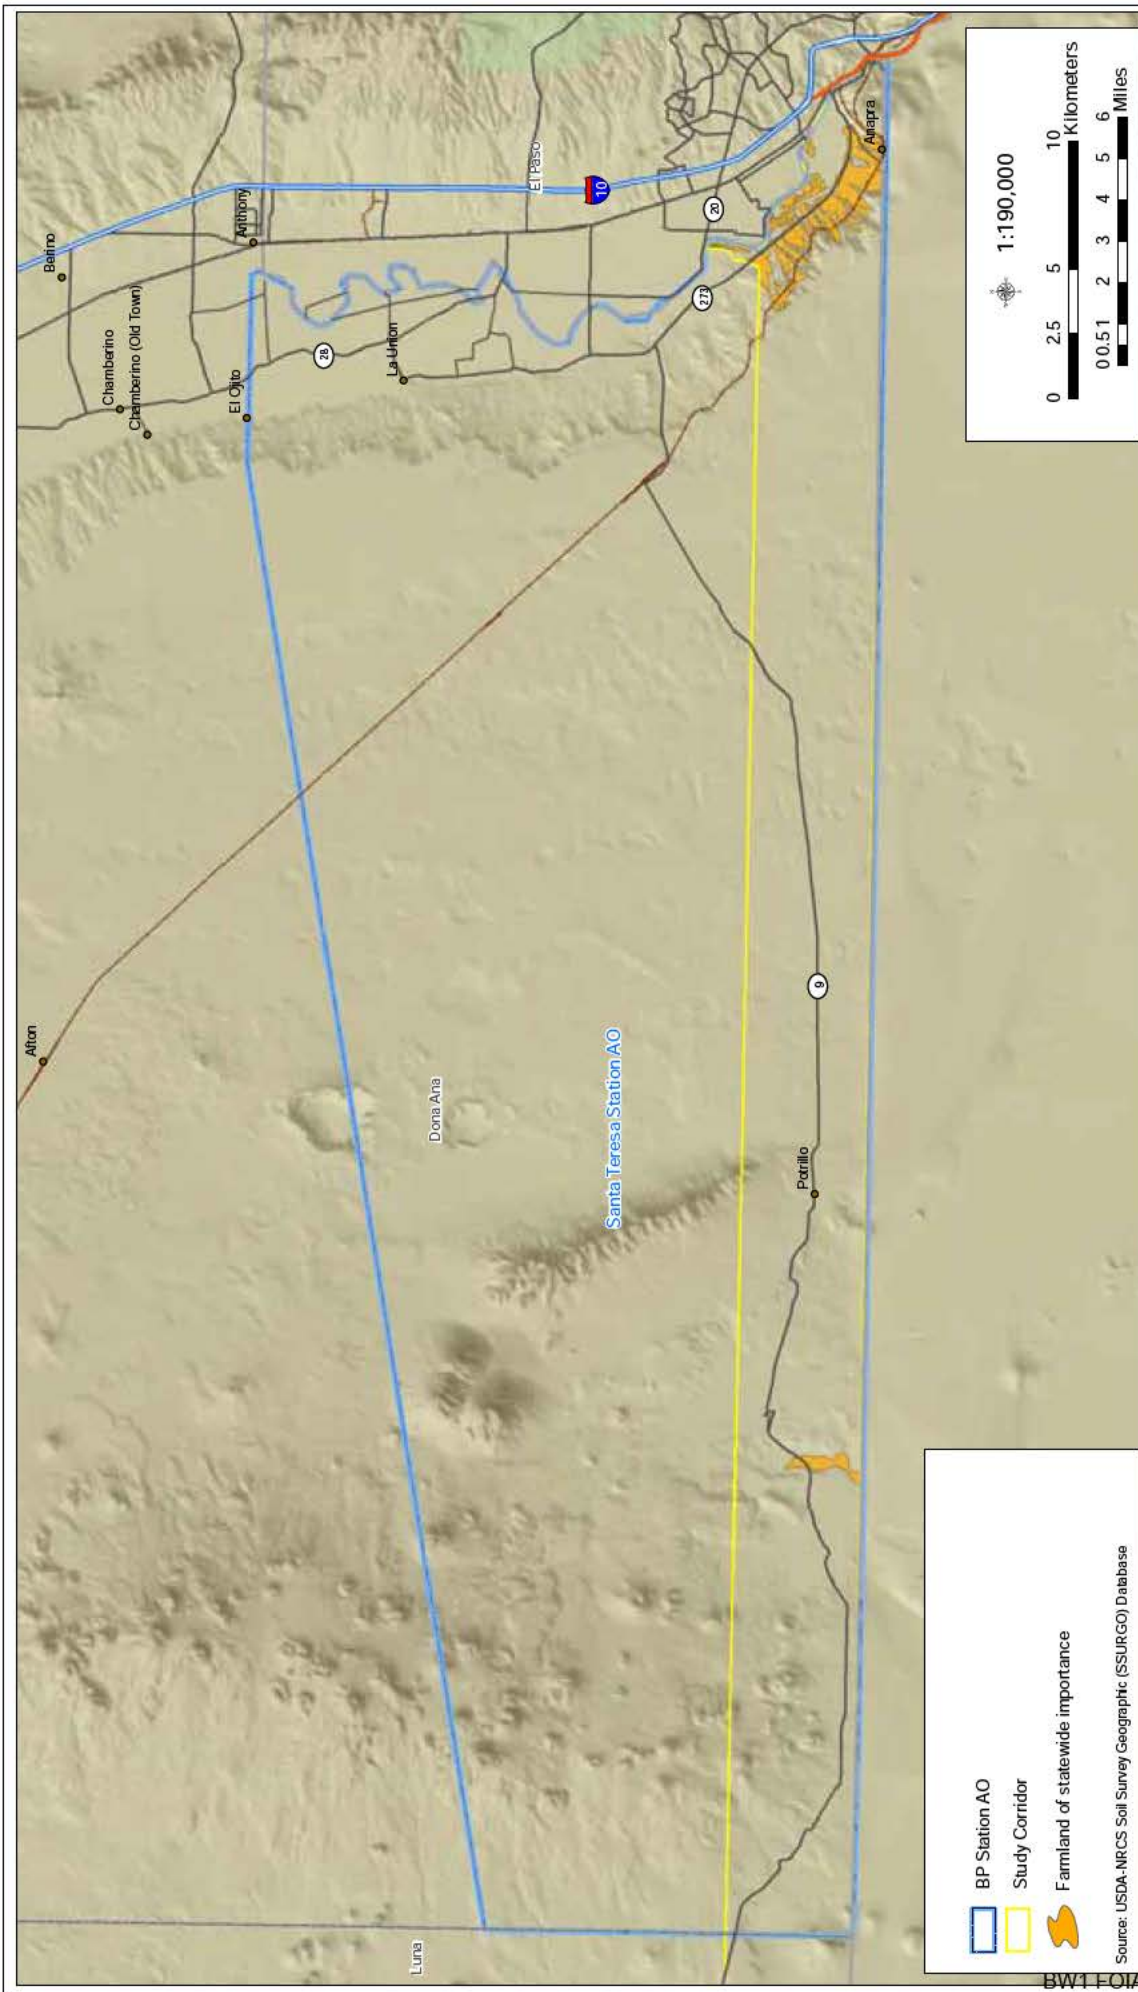 Afton
Berino
Chamberino
Chamberino (Old Town)
Anthony
El Ojito
28
La Union
El Paso
10
20
273
Anapra
Dona Ana
Santa Teresa Station AO
9
Potrillo
Luna
BP Station AO
Study Corridor
Farmland of statewide importance
Source: USDA-NRCS Soil Survey Geographic (SSURGO) Database
1:190,000
0 2.5 5 10
Kilometers
0 0.5 1 2 3 4 5 6
Miles
BW1 FOIA